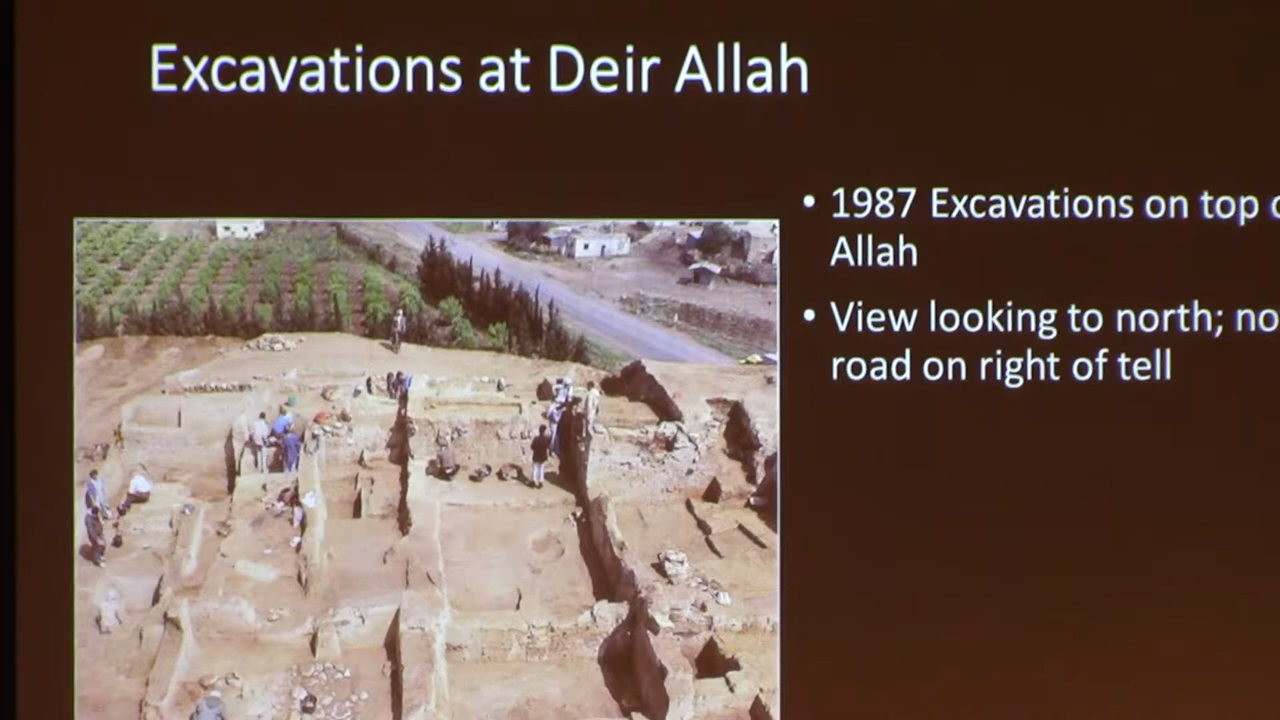 Excavations at Deir Allah
• 1987 Excavations on top
Allah
• View looking to north;
road on right of tell